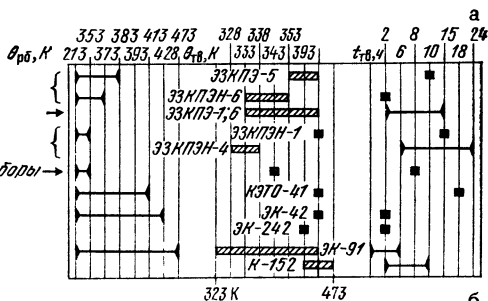 а
353 383 413 473 328 338 353 2 8 15 24
θрб, К θтв, К tтв, ч
213 373 393 428 333 343 393 6 10 18
ЭЗКПЭ-5
ЭЗКПЭН-6
ЭЗКПЭ-1;6
ЭЗКПЭН-1
ЭЗКПЭН-4
боры
КЭТО-41
ЭК-42
ЭК-242
ЭК-91
К-152
323 К 473
б